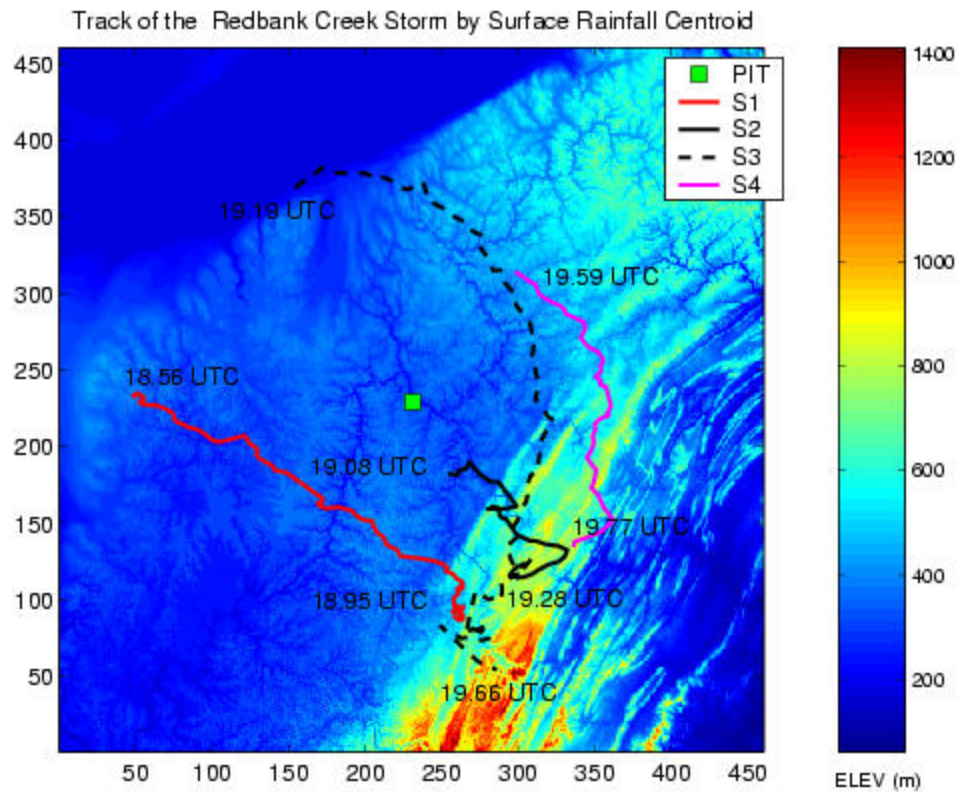 Track of the Redbank Creek Storm by Surface Rainfall Centroid
450
400
350
300
250
200
150
100
50
50 100 150 200 250 300 350 400 450
PIT
S1
S2
S3
S4
19.19 UTC
19.59 UTC
18.56 UTC
19.08 UTC
19.77 UTC
18.95 UTC
19.28 UTC
19.66 UTC
1400
1200
1000
800
600
400
200
ELEV (m)